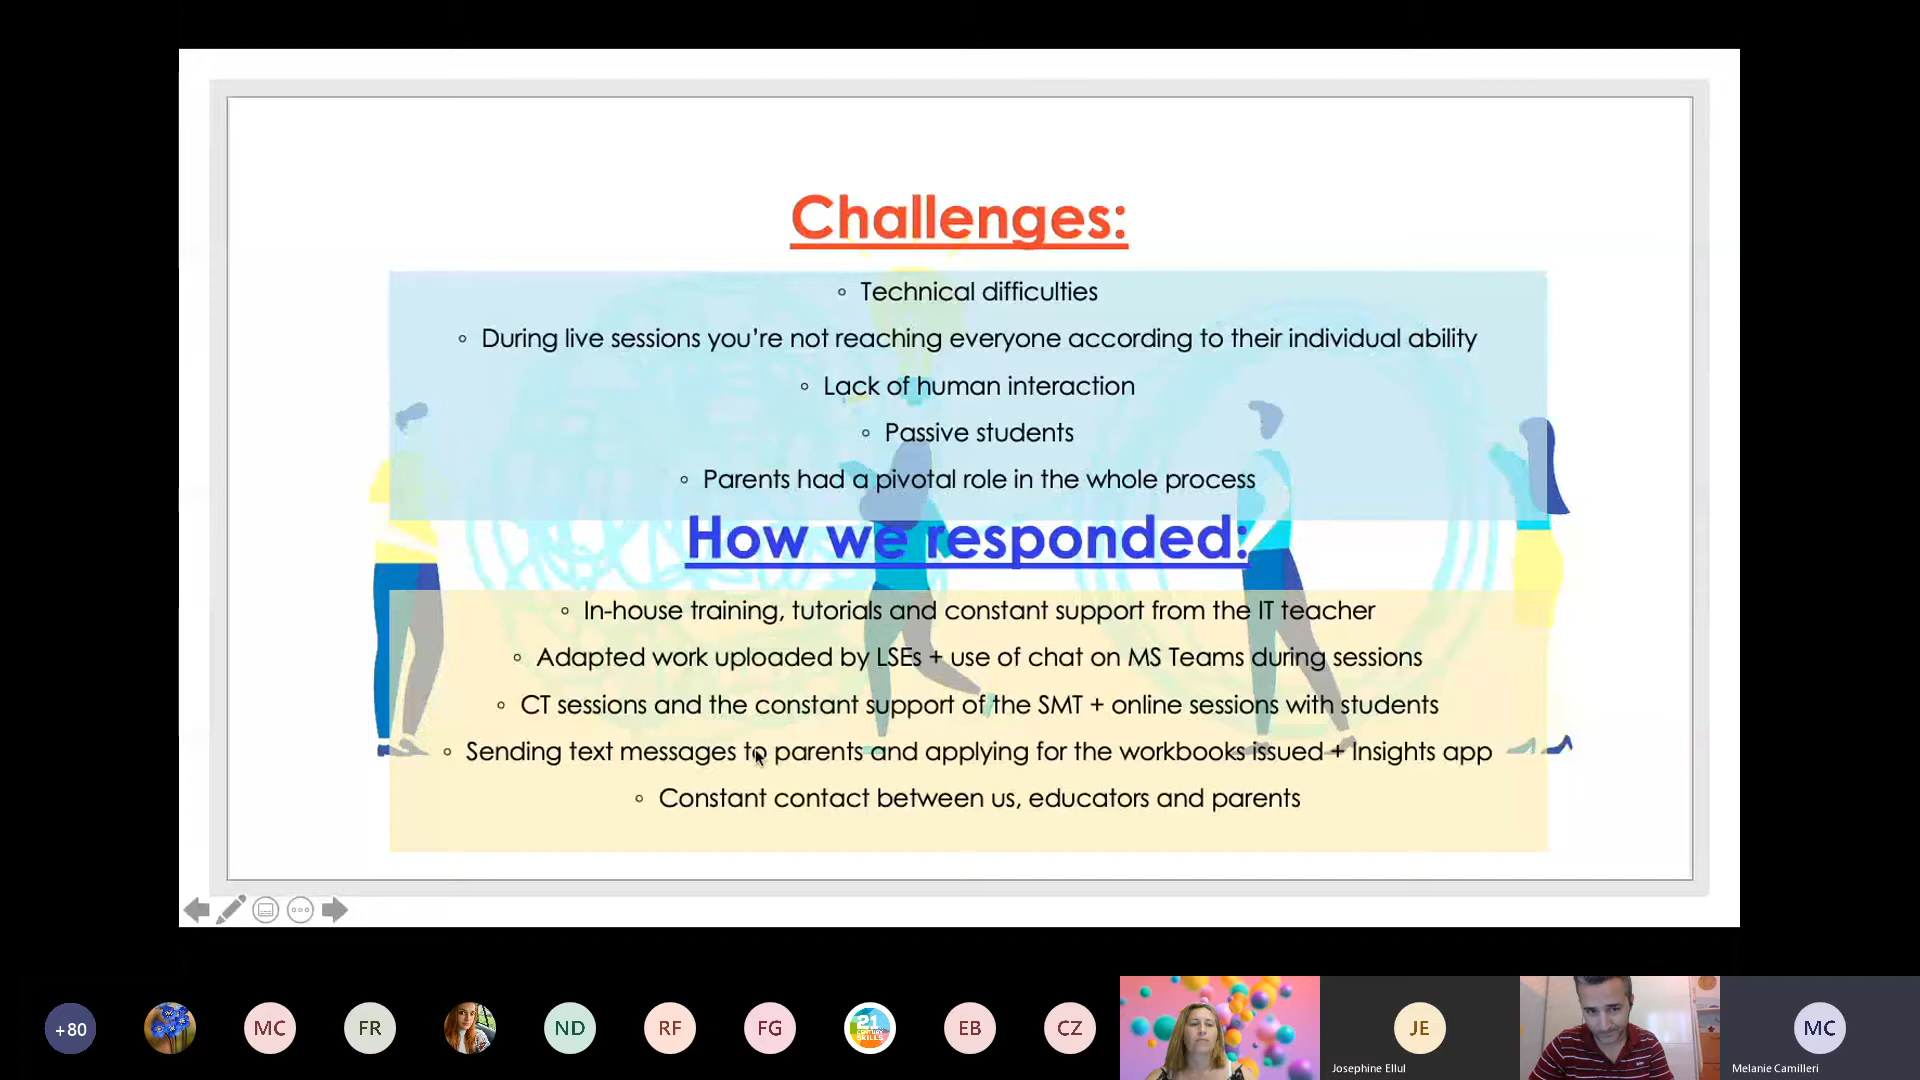 Challenges:
◦ Technical difficulties
◦ During live sessions you’re not reaching everyone according to their individual ability
◦ Lack of human interaction
◦ Passive students
◦ Parents had a pivotal role in the whole process
How we responded:
◦ In-house training, tutorials and constant support from the IT teacher
◦ Adapted work uploaded by LSEs + use of chat on MS Teams during sessions
◦ CT sessions and the constant support of the SMT + online sessions with students
◦ Sending text messages to parents and applying for the workbooks issued + Insights app
◦ Constant contact between us, educators and parents
+80
MC
FR
ND
RF
FG
21
CENTURY
SKILLS
EB
CZ
JE
Josephine Ellul
MC
Melanie Camilleri